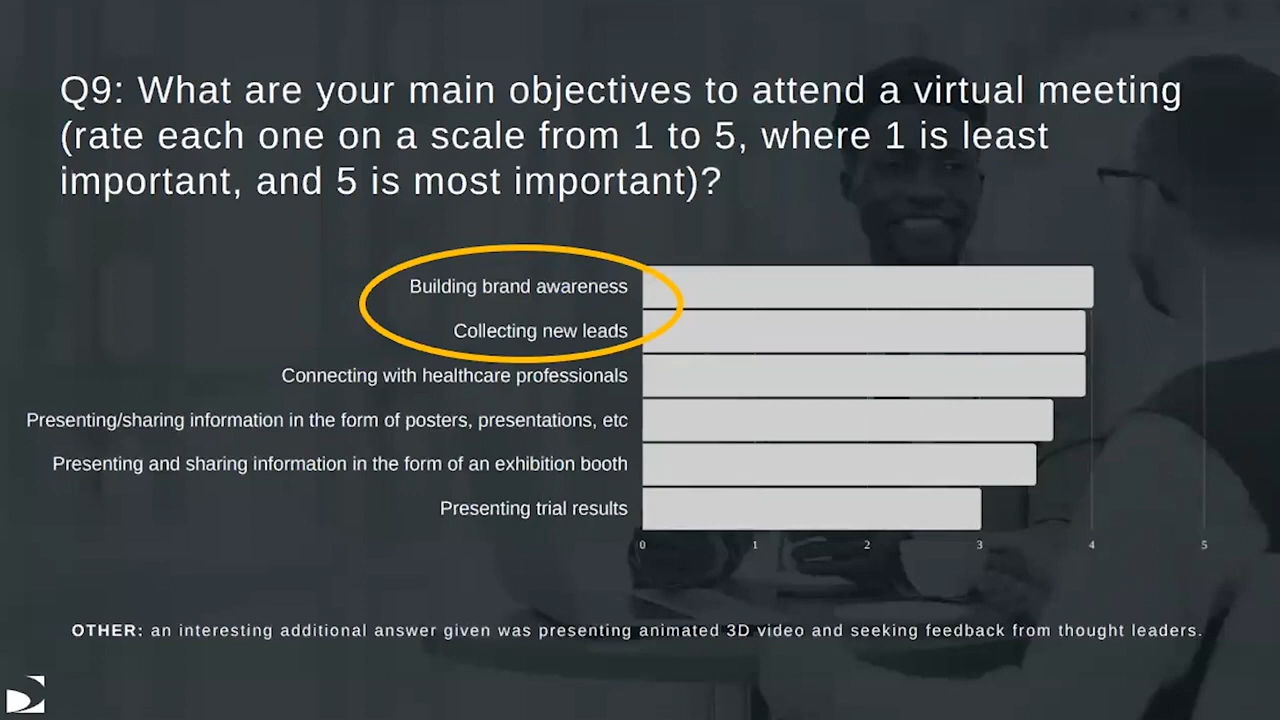 Q9: What are your main objectives to attend a virtual meeting
(rate each one on a scale from 1 to 5, where 1 is least
important, and 5 is most important)?
Building brand awareness
Collecting new leads
Connecting with healthcare professionals
Presenting/sharing information in the form of posters, presentations, etc
Presenting and sharing information in the form of an exhibition booth
Presenting trial results
0 1 2 3 4 5
OTHER: an interesting additional answer given was presenting animated 3D video and seeking feedback from thought leaders.